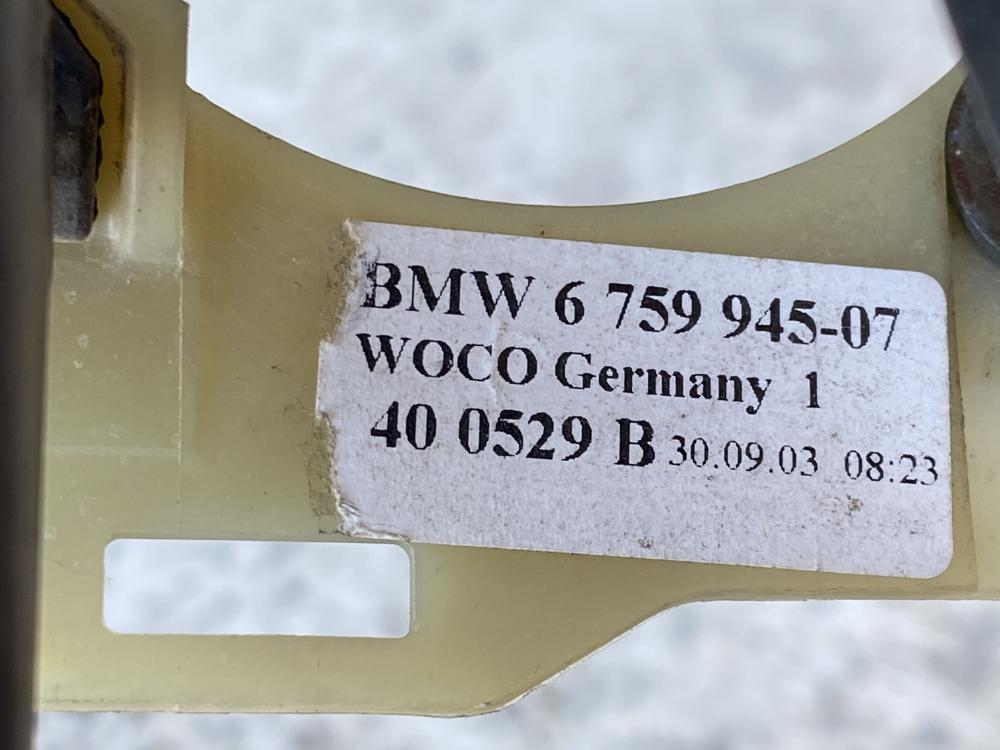 BMW 6 759 945-07
WOCO Germany 1
40 0529 B 30.09.03 08:23